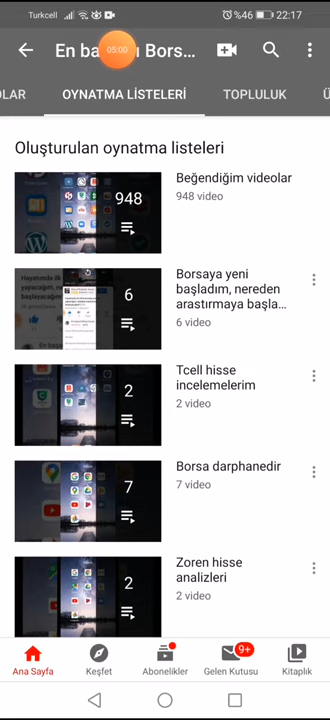 Turkcell %46 22:17
En ba 05:00 ı Bors...
OLAR OYNATMA LİSTELERİ TOPLULUK Ü
Oluşturulan oynatma listeleri
948
Beğendiğim videolar
948 video
6
Borsaya yeni
başladım, nereden
araştırmaya başla...
6 video
2
Tcell hisse
incelemelerim
2 video
7
Borsa darphanedir
7 video
2
Zoren hisse
analizleri
2 video
9+
Ana Sayfa Keşfet Abonelikler Gelen Kutusu Kitaplık